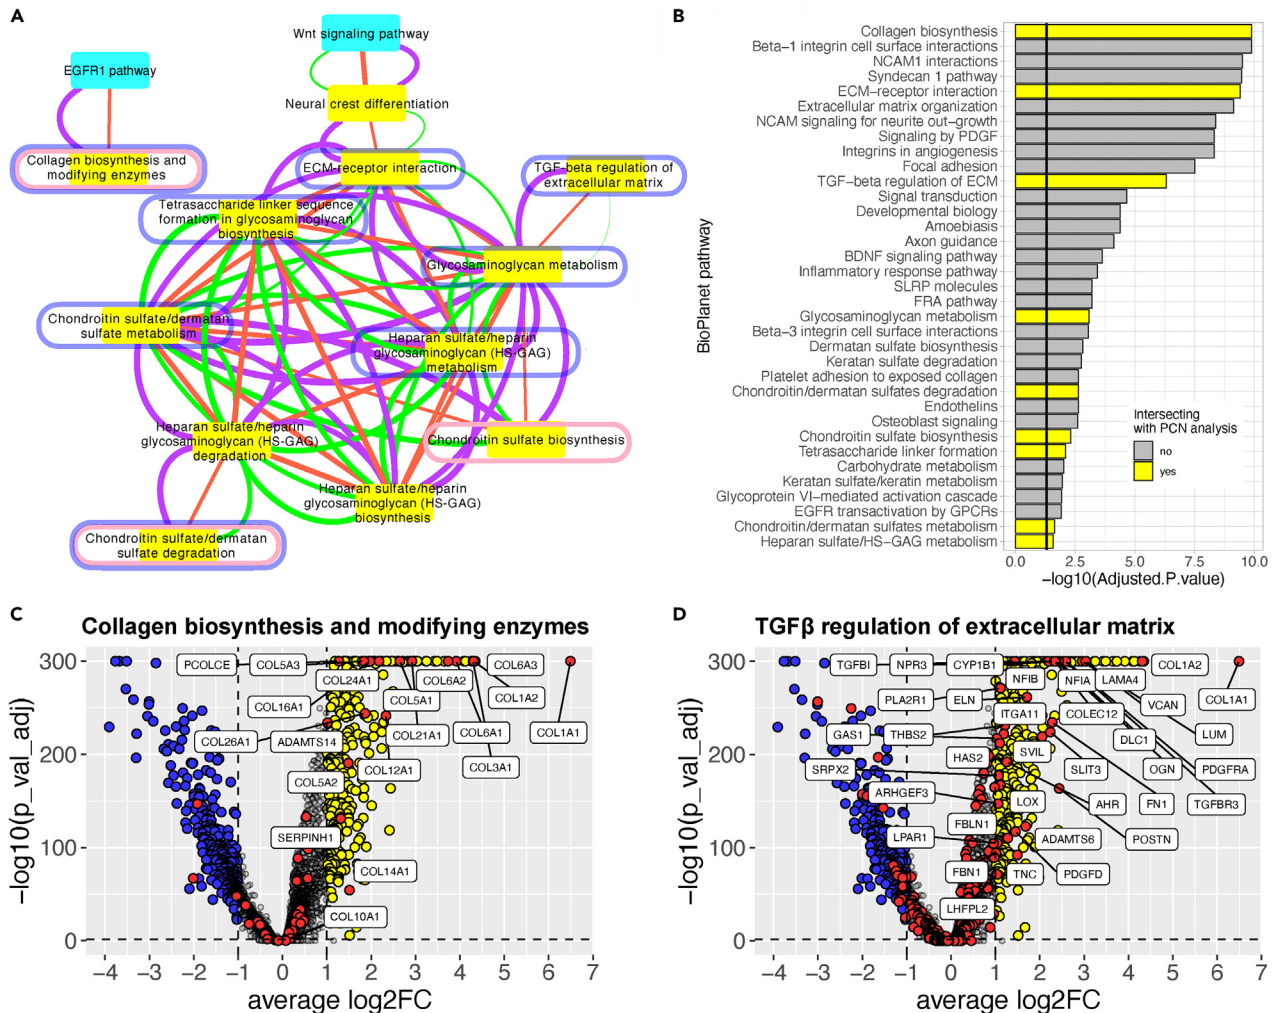 A
Wnt signaling pathway
EGFR1 pathway
Neural crest differentiation
Collagen biosynthesis and
modifying enzymes
ECM-receptor interaction
TGF-beta regulation of
extracellular matrix
Tetrasaccharide linker sequence
formation in glycosaminoglycan
biosynthesis
Glycosaminoglycan metabolism
Chondroitin sulfate/dermatan
sulfate metabolism
Heparan sulfate/heparin
glycosaminoglycan (HS-GAG)
metabolism
Heparan sulfate/heparin
glycosaminoglycan (HS-GAG)
degradation
Chondroitin sulfate biosynthesis
Heparan sulfate/heparin
glycosaminoglycan (HS-GAG)
biosynthesis
Chondroitin sulfate/dermatan
sulfate degradation
B
BioPlanet pathway
Collagen biosynthesis
Beta−1 integrin cell surface interactions
NCAM1 interactions
Syndecan 1 pathway
ECM−receptor interaction
Extracellular matrix organization
NCAM signaling for neurite out−growth
Signaling by PDGF
Integrins in angiogenesis
Focal adhesion
TGF−beta regulation of ECM
Signal transduction
Developmental biology
Amoebiasis
Axon guidance
BDNF signaling pathway
Inflammatory response pathway
SLRP molecules
FRA pathway
Glycosaminoglycan metabolism
Beta−3 integrin cell surface interactions
Dermatan sulfate biosynthesis
Keratan sulfate degradation
Platelet adhesion to exposed collagen
Chondroitin/dermatan sulfates degradation
Endothelins
Osteoblast signaling
Chondroitin sulfate biosynthesis
Tetrasaccharide linker formation
Carbohydrate metabolism
Keratan sulfate/keratin metabolism
Glycoprotein VI−mediated activation cascade
EGFR transactivation by GPCRs
Chondroitin/dermatan sulfates metabolism
Heparan sulfate/HS−GAG metabolism
Intersecting
with PCN analysis
no
yes
0.0 2.5 5.0 7.5 10.0
−log10(Adjusted.P.value)
C
Collagen biosynthesis and modifying enzymes
−log10(p_val_adj)
300
200
100
0
PCOLCE
COL5A3
COL6A3
COL24A1
COL6A2
COL1A2
COL5A1
COL16A1
COL26A1
ADAMTS14
COL21A1
COL6A1
COL1A1
COL3A1
COL12A1
COL5A2
SERPINH1
COL14A1
COL10A1
−4 −3 −2 −1 0 1 2 3 4 5 6 7
average log2FC
D
TGFβ regulation of extracellular matrix
−log10(p_val_adj)
300
200
100
0
TGFBI
NPR3
CYP1B1
COL1A2
NFIB
NFIA
LAMA4
PLA2R1
ELN
VCAN
COL1A1
ITGA11
COLEC12
GAS1
THBS2
DLC1
LUM
SVIL
HAS2
SRPX2
SLIT3
OGN
PDGFRA
ARHGEF3
LOX
AHR
FN1
TGFBR3
FBLN1
LPAR1
ADAMTS6
POSTN
FBN1
TNC
PDGFD
LHFPL2
−4 −3 −2 −1 0 1 2 3 4 5 6 7
average log2FC